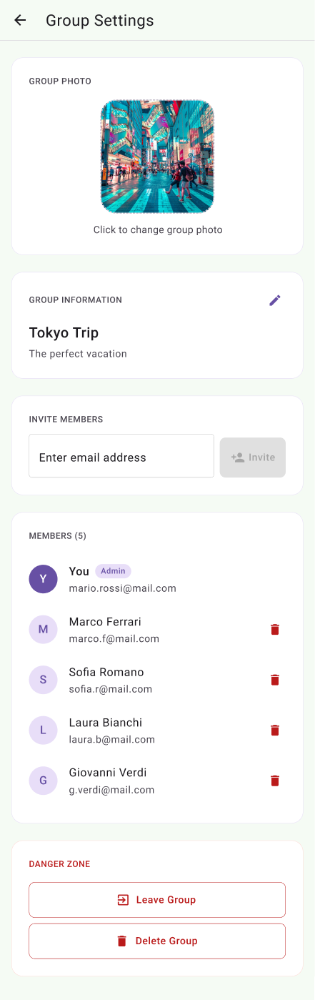 Group Settings
GROUP PHOTO
Click to change group photo
GROUP INFORMATION
Tokyo Trip
The perfect vacation
INVITE MEMBERS
Enter email address
Invite
MEMBERS (5)
Y
You
Admin
mario.rossi@mail.com
M
Marco Ferrari
marco.f@mail.com
S
Sofia Romano
sofia.r@mail.com
L
Laura Bianchi
laura.b@mail.com
G
Giovanni Verdi
g.verdi@mail.com
DANGER ZONE
Leave Group
Delete Group